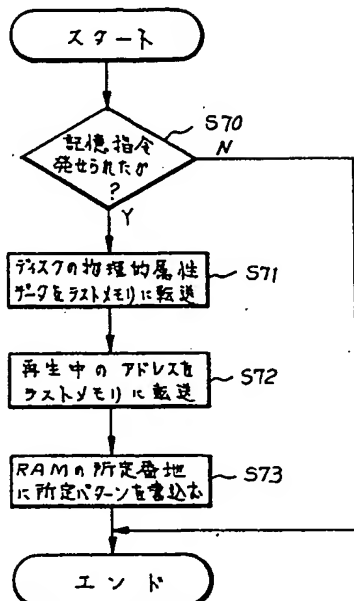 スタート
S70
記憶指令
発せられたか
?
N
Y
ディスクの物理的属性
データをラストメモリに転送
S71
再生中のアドレスを
ラストメモリに転送
S72
RAMの所定番地
に所定パターンを書込む
S73
エンド